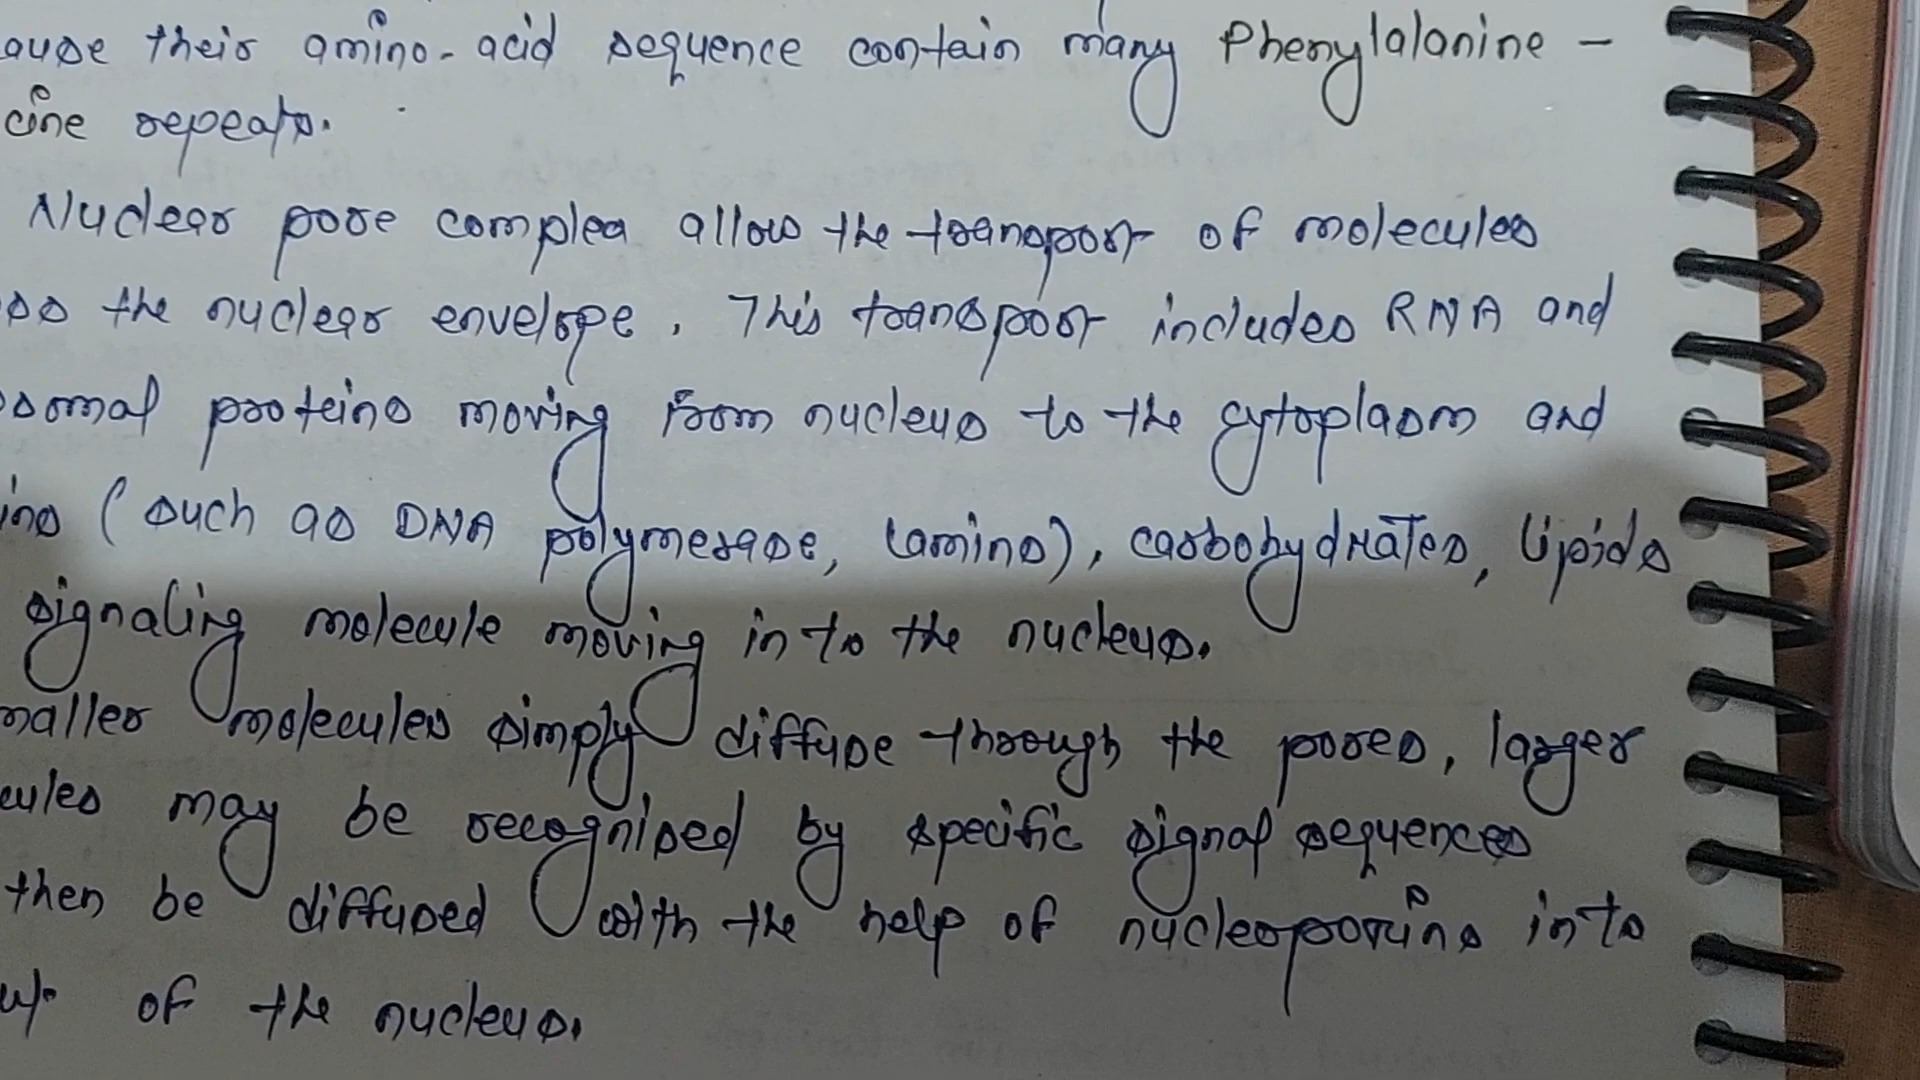 ause their amino-acid sequence contain many Phenylalanine -
cine repeats.
Nuclear pore complex allow the transport of molecules
ss the nuclear envelope. This transport includes RNA and
somal proteins moving from nucleus to the cytoplasm and
ins (such as DNA polymerase, lamins), carbohydrates, lipids
signaling molecule moving into the nucleus.
maller molecules simply diffuse through the pores, larger
cules may be recognised by specific signal sequences
then be diffused with the help of nucleoporins into
of the nucleus.